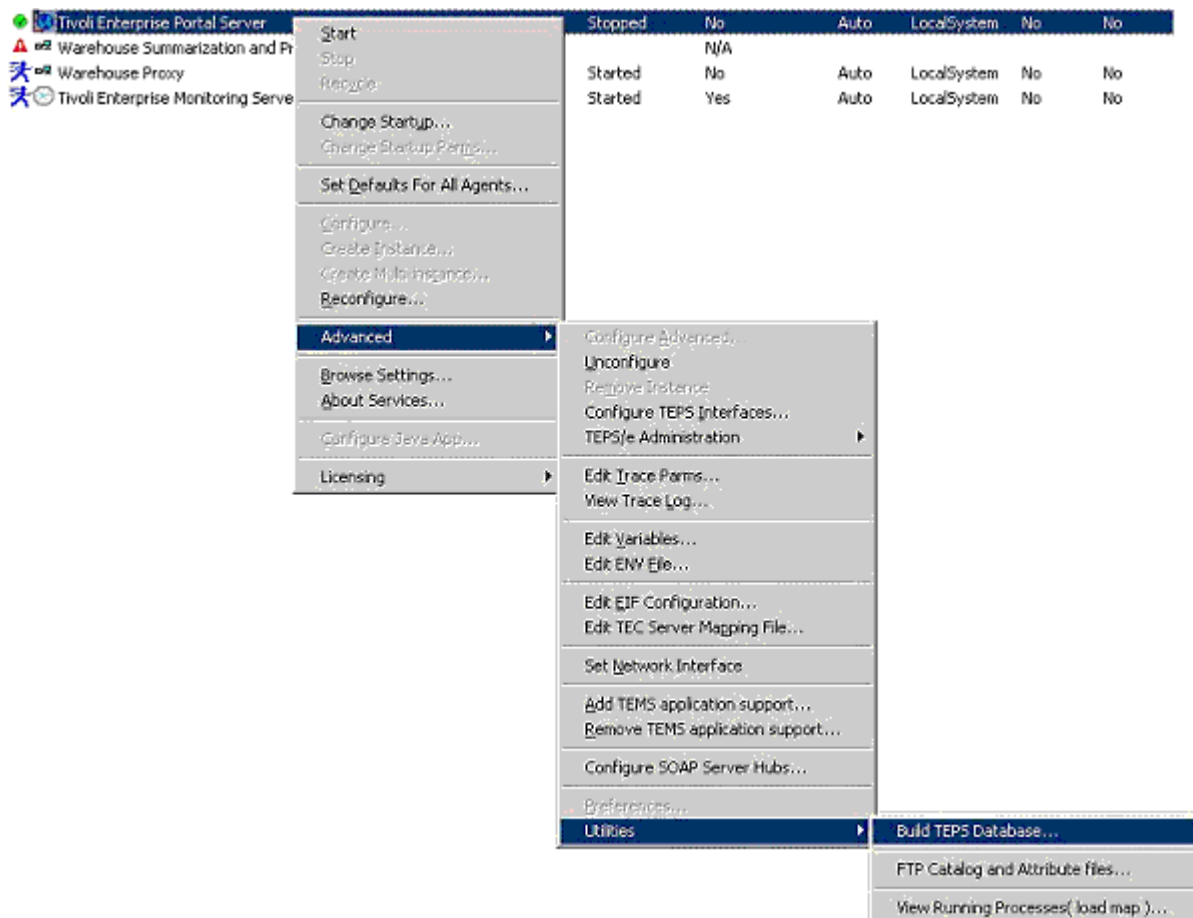 Tivoli Enterprise Portal Server Stopped No Auto LocalSystem No No
Warehouse Summarization and Pr N/A
Warehouse Proxy Started No Auto LocalSystem No No
Tivoli Enterprise Monitoring Serve Started Yes Auto LocalSystem No No
Start
Stop
Recycle
Change Startup...
Change Startup Parms...
Set Defaults For All Agents...
Configure...
Create Instance...
Create Multi-instance...
Reconfigure...
Advanced
Browse Settings...
About Services...
Configure Java App...
Licensing
Configure Advanced...
Unconfigure
Remove Instance
Configure TEPS Interfaces...
TEPS/e Administration
Edit Trace Parms...
View Trace Log...
Edit Variables...
Edit ENV File...
Edit EIF Configuration...
Edit TEC Server Mapping File...
Set Network Interface
Add TEMS application support...
Remove TEMS application support...
Configure SOAP Server Hubs...
Preferences...
Utilities
Build TEPS Database...
FTP Catalog and Attribute files...
View Running Processes( load map )...